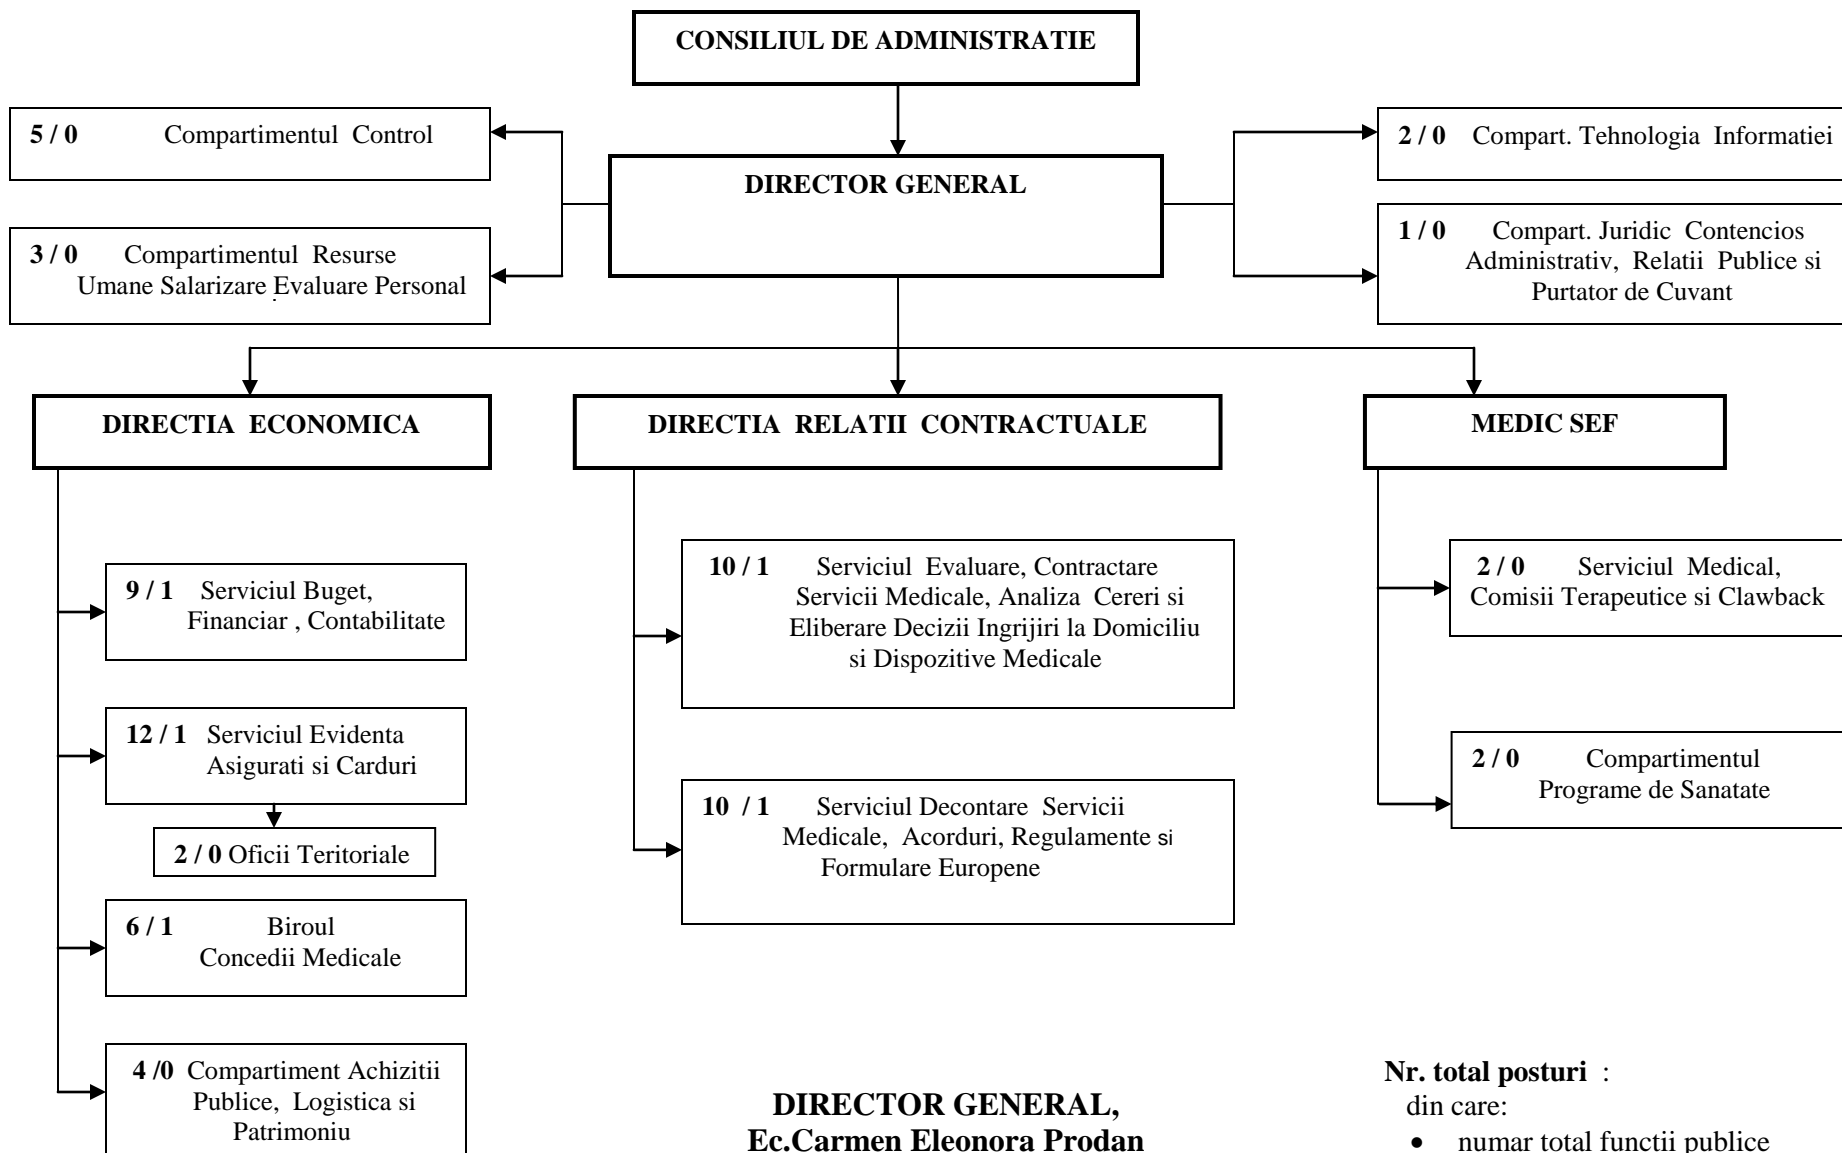 CONSILIUL DE ADMINISTRATIE
5 / 0 Compartimentul Control
2 / 0 Compart. Tehnologia Informatiei
DIRECTOR GENERAL
3 / 0 Compartimentul Resurse
Umane Salarizare Evaluare Personal
1 / 0 Compart. Juridic Contencios
Administrativ, Relatii Publice si
Purtator de Cuvant
DIRECTIA ECONOMICA
DIRECTIA RELATII CONTRACTUALE
MEDIC SEF
9 / 1 Serviciul Buget,
Financiar , Contabilitate
12 / 1 Serviciul Evidenta
Asigurati si Carduri
2 / 0 Oficii Teritoriale
6 / 1 Biroul
Concedii Medicale
4 /0 Compartiment Achizitii
Publice, Logistica si
Patrimoniu
10 / 1 Serviciul Evaluare, Contractare
Servicii Medicale, Analiza Cereri si
Eliberare Decizii Ingrijiri la Domiciliu
si Dispozitive Medicale
10 / 1 Serviciul Decontare Servicii
Medicale, Acorduri, Regulamente si
Formulare Europene
2 / 0 Serviciul Medical,
Comisii Terapeutice si Clawback
2 / 0 Compartimentul
Programe de Sanatate
DIRECTOR GENERAL,
Ec.Carmen Eleonora Prodan
Nr. total posturi :
din care:
• numar total functii publice